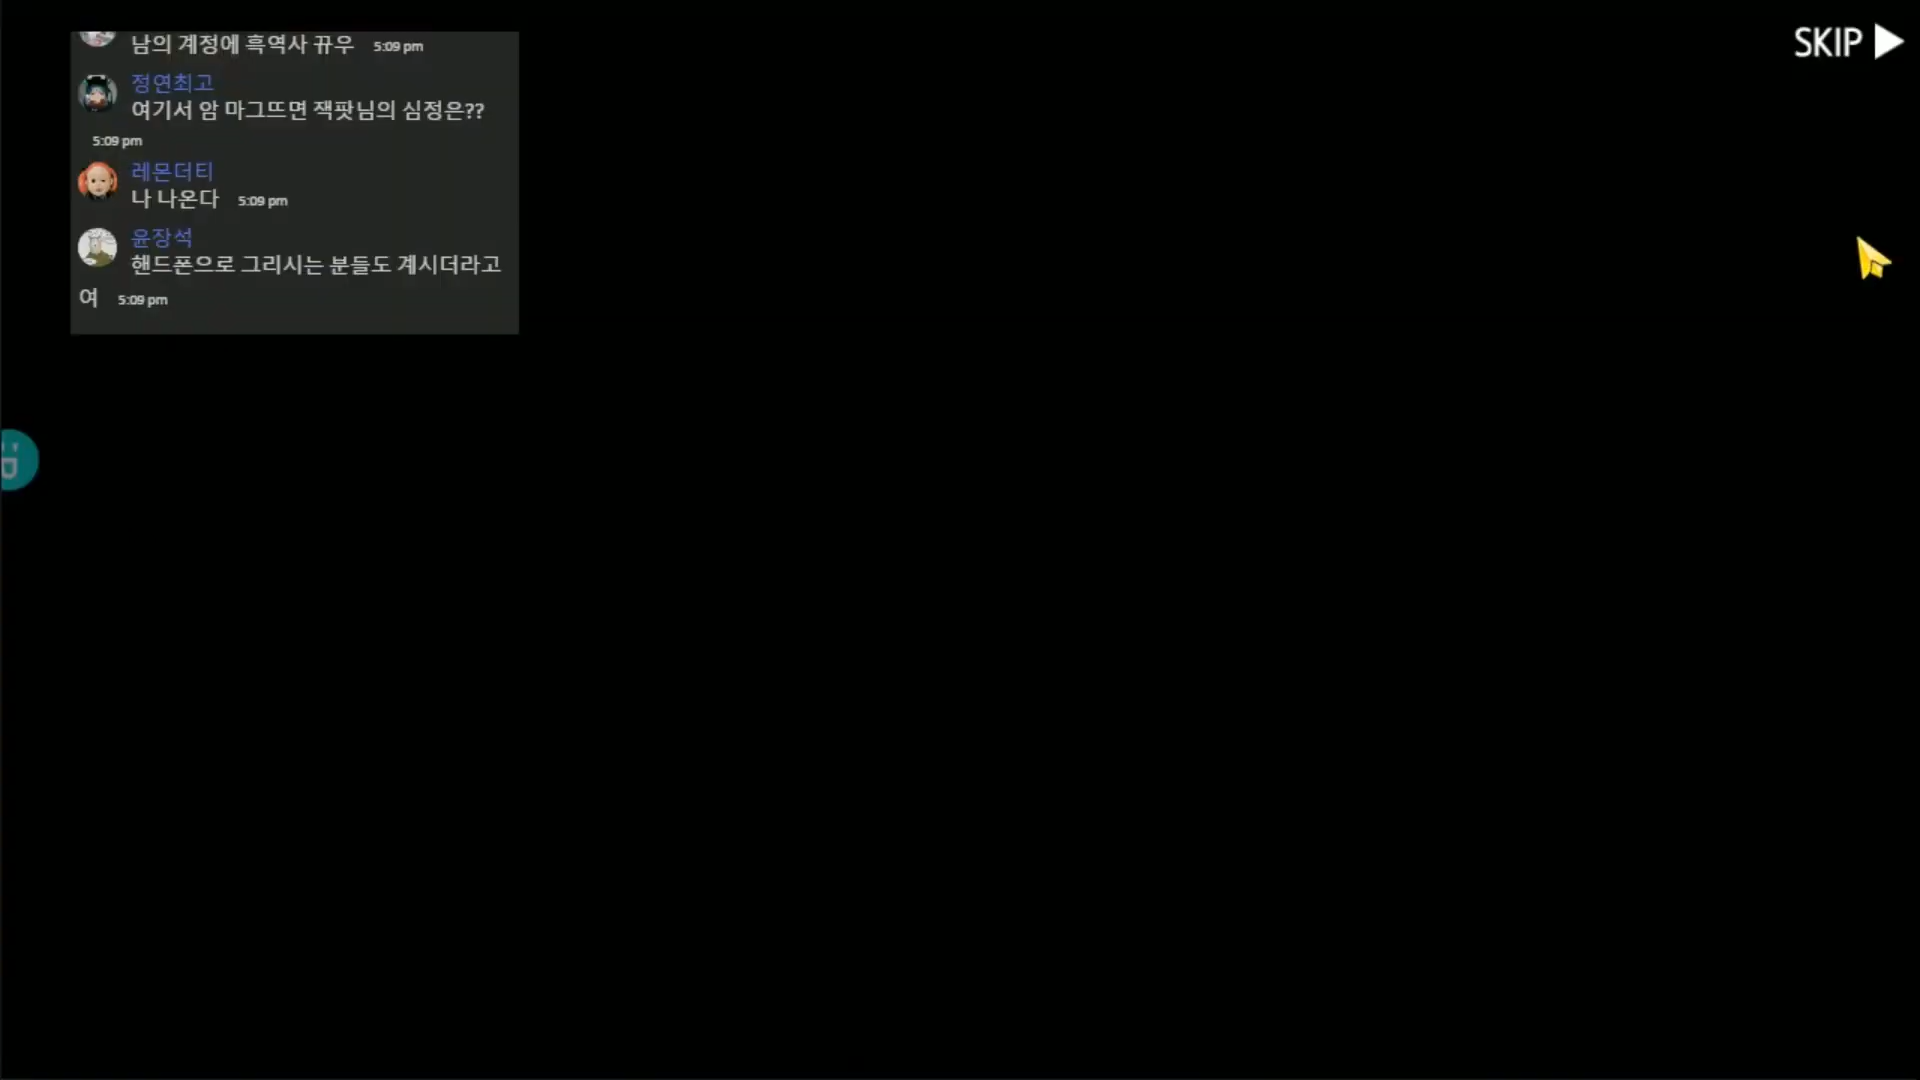 SKIP
남의 계정에 흑역사 뀨우 5:09 pm
정연최고
여기서 암 마그뜨면 잭팟님의 심정은??
5:09 pm
레몬더티
나 나온다 5:09 pm
윤장석
핸드폰으로 그리시는 분들도 계시더라고
여 5:09 pm